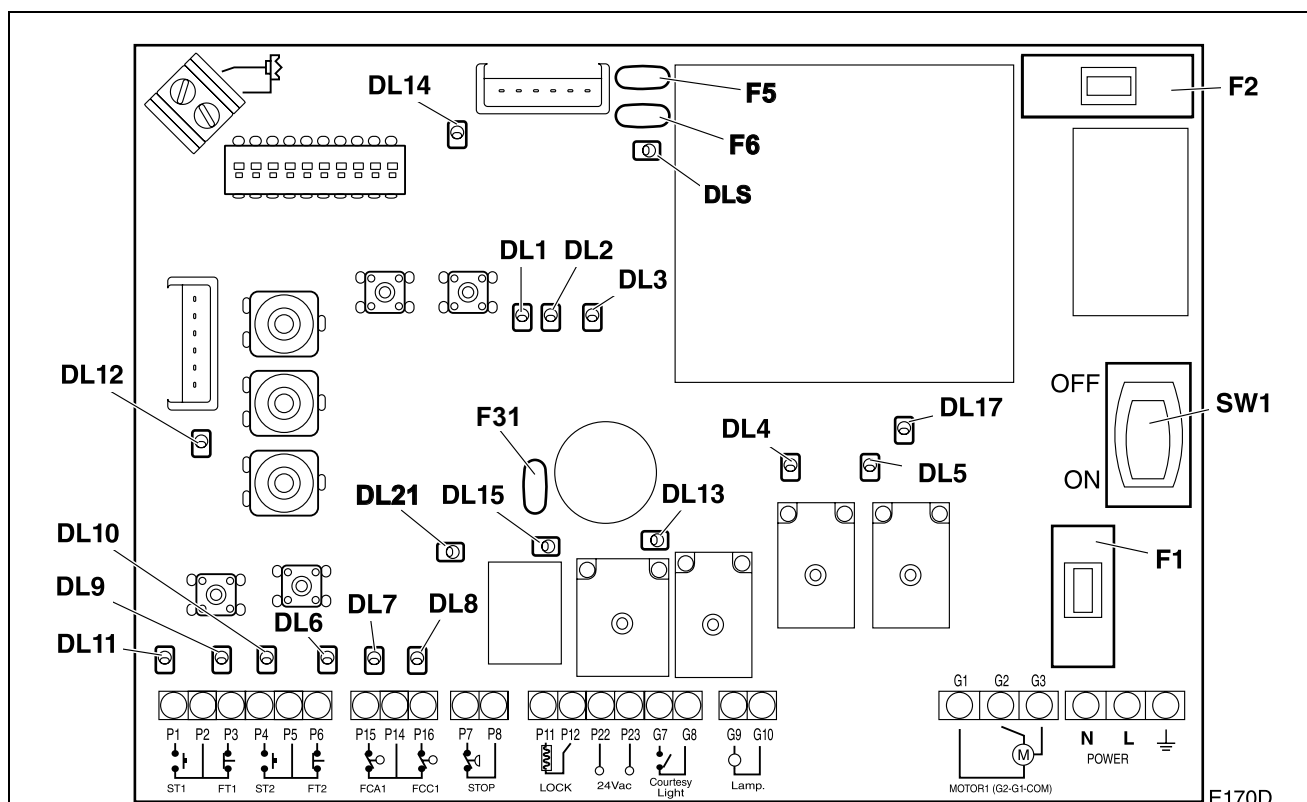 DL14
F5
F2
F6
DLS
DL1 DL2
DL3
DL12
OFF
SW1
F31
DL17
DL4
ON
DL5
DL21 DL15 DL13
DL10
F1
DL9
DL7 DL8
DL6
DL11
G1 G2 G3
P1 P2 P3 P4 P5 P6 P15 P14 P16 P7 P8 P11 P12 P22 P23 G7 G8 G9 G10
N L
M
POWER
ST1 FT1 ST2 FT2 FCA1 FCC1 STOP LOCK 24Vac Courtesy Light Lamp. MOTOR1 (G2-G1-COM)
E170D